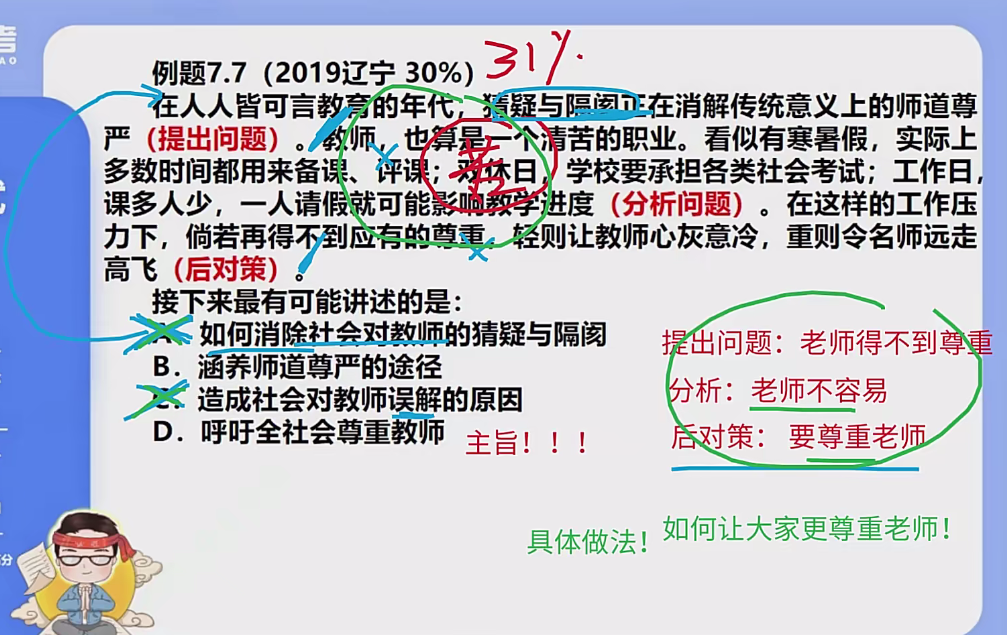 例题7.7（2019辽宁 30%）31%.
在人人皆可言教育的年代，猜疑与隔阂正在消解传统意义上的师道尊
严（提出问题）。教师，也算是一个清苦的职业。看似有寒暑假，实际上
多数时间都用来备课、评课；双休日，学校要承担各类社会考试；工作日，
课多人少，一人请假就可能影响教学进度（分析问题）。在这样的工作压
力下，倘若再得不到应有的尊重，轻则让教师心灰意冷，重则令名师远走
高飞（后对策）。
接下来最有可能讲述的是：
A．如何消除社会对教师的猜疑与隔阂
B．涵养师道尊严的途径
C．造成社会对教师误解的原因
D．呼吁全社会尊重教师
主旨！！！
提出问题：老师得不到尊重
分析：老师不容易
后对策：要尊重老师
具体做法！如何让大家更尊重老师！